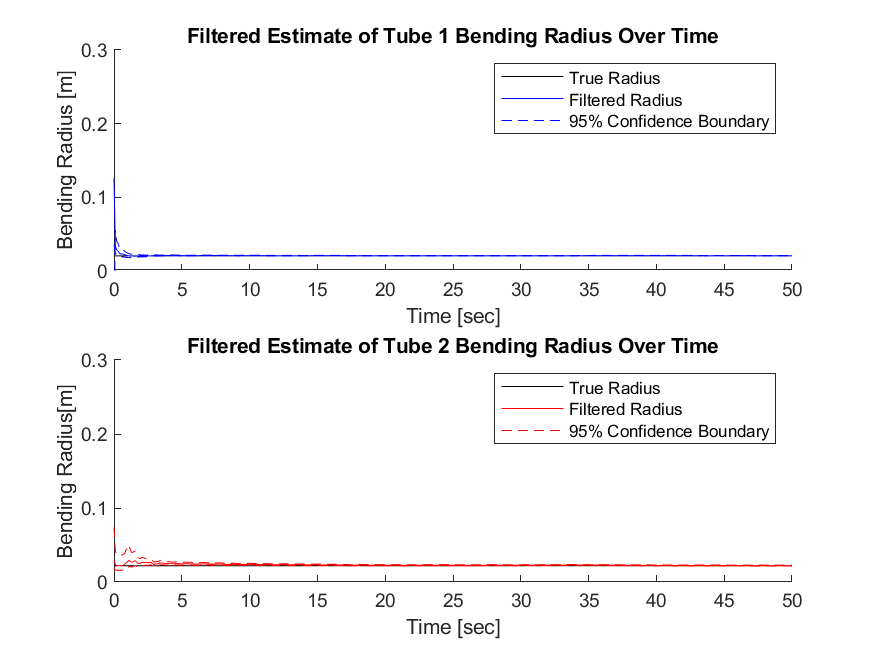 Filtered Estimate of Tube 1 Bending Radius Over Time
0.3
0.2
0.1
0
Bending Radius [m]
True Radius
Filtered Radius
95% Confidence Boundary
0 5 10 15 20 25 30 35 40 45 50
Time [sec]
Filtered Estimate of Tube 2 Bending Radius Over Time
0.3
0.2
0.1
0
Bending Radius[m]
True Radius
Filtered Radius
95% Confidence Boundary
0 5 10 15 20 25 30 35 40 45 50
Time [sec]